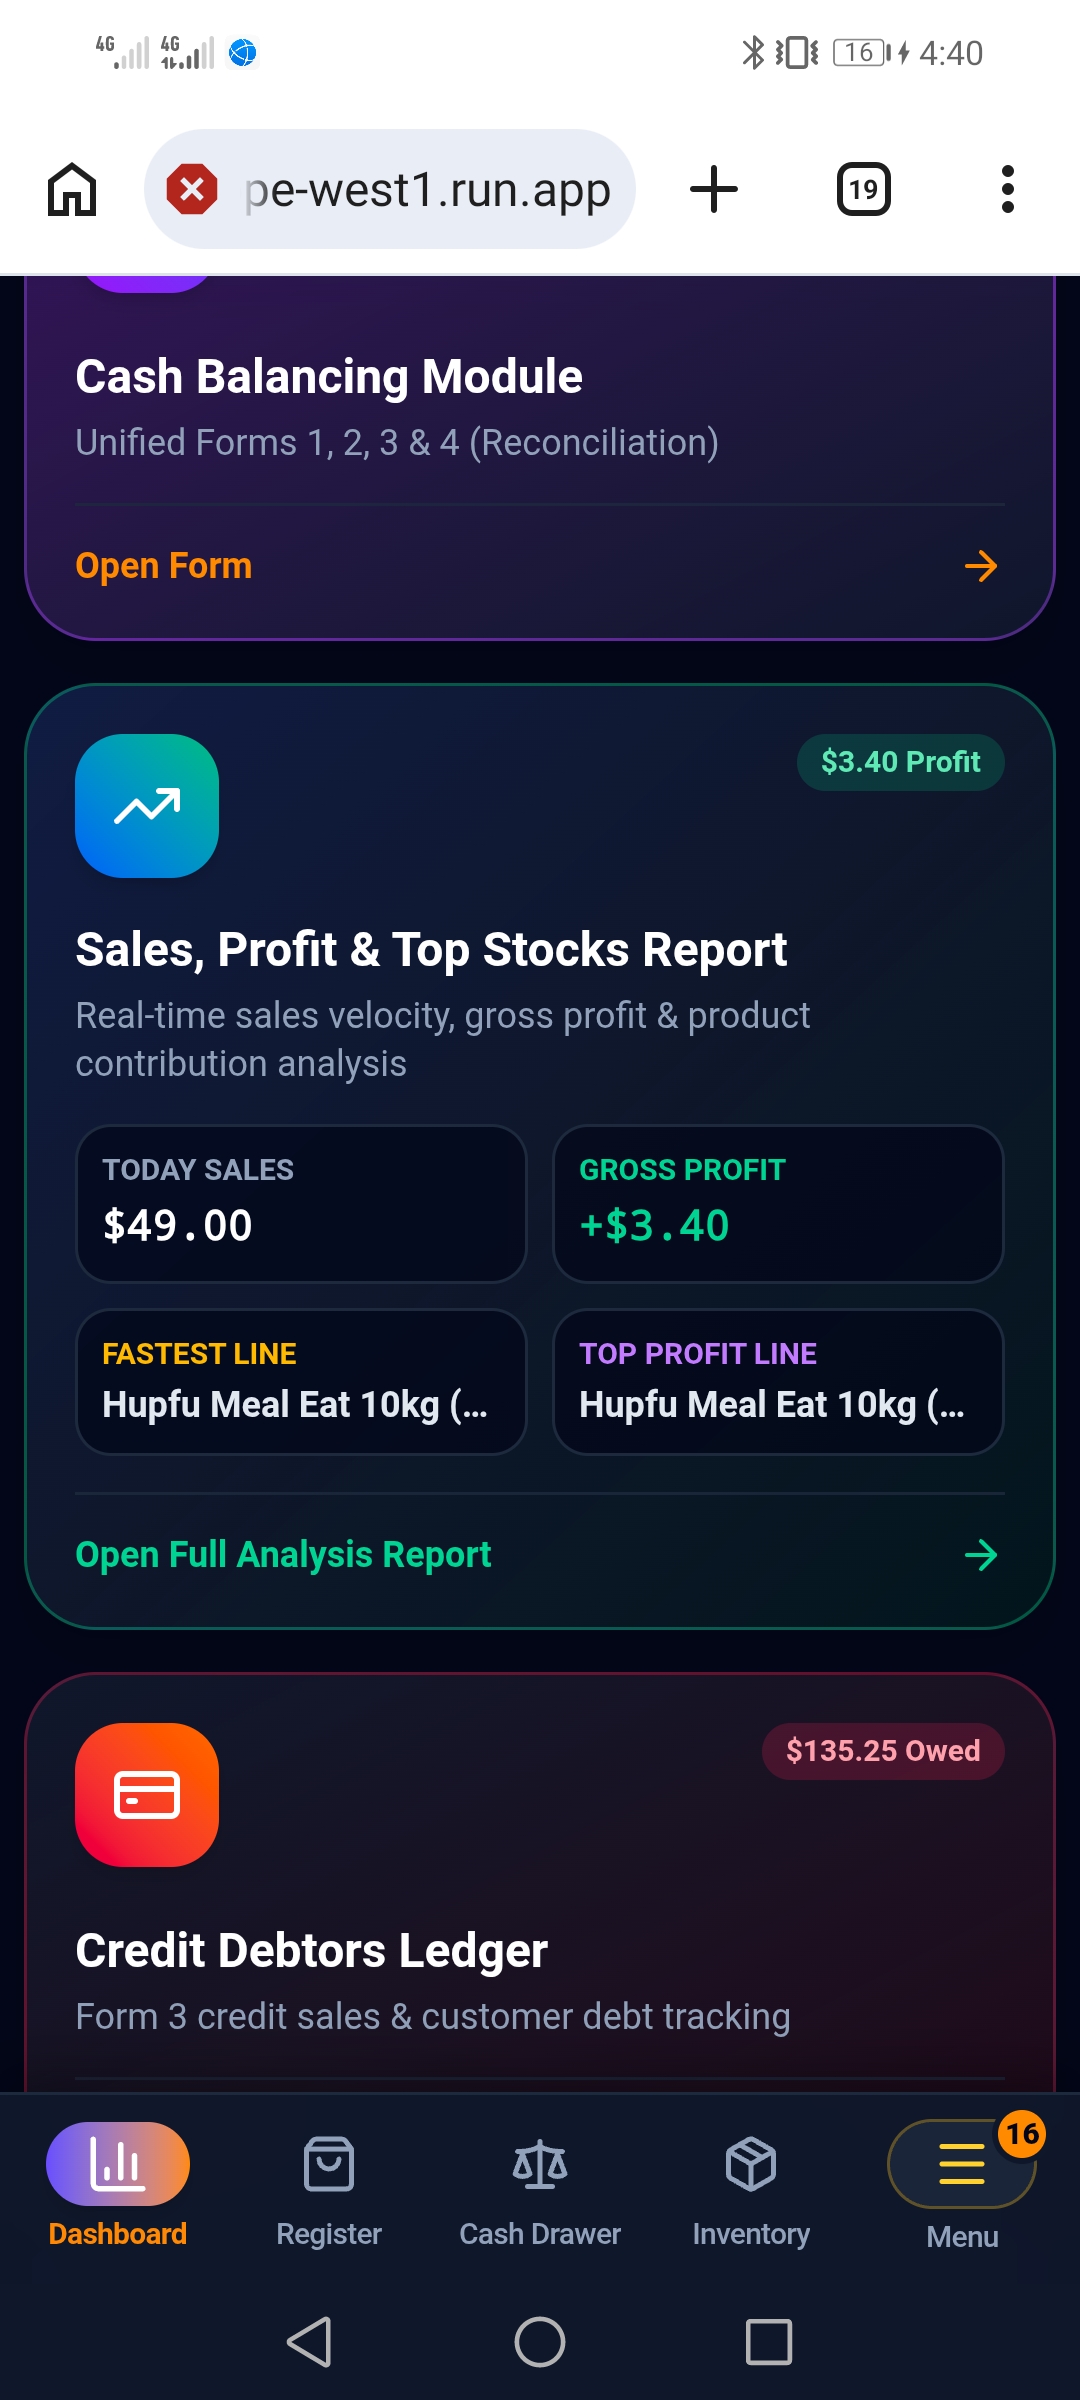 4G 4G 16 4:40
pe-west1.run.app 19
Cash Balancing Module
Unified Forms 1, 2, 3 & 4 (Reconciliation)
Open Form
$3.40 Profit
Sales, Profit & Top Stocks Report
Real-time sales velocity, gross profit & product
contribution analysis
TODAY SALES
$49.00
GROSS PROFIT
+$3.40
FASTEST LINE
Hupfu Meal Eat 10kg (...
TOP PROFIT LINE
Hupfu Meal Eat 10kg (...
Open Full Analysis Report
$135.25 Owed
Credit Debtors Ledger
Form 3 credit sales & customer debt tracking
16
Dashboard Register Cash Drawer Inventory Menu